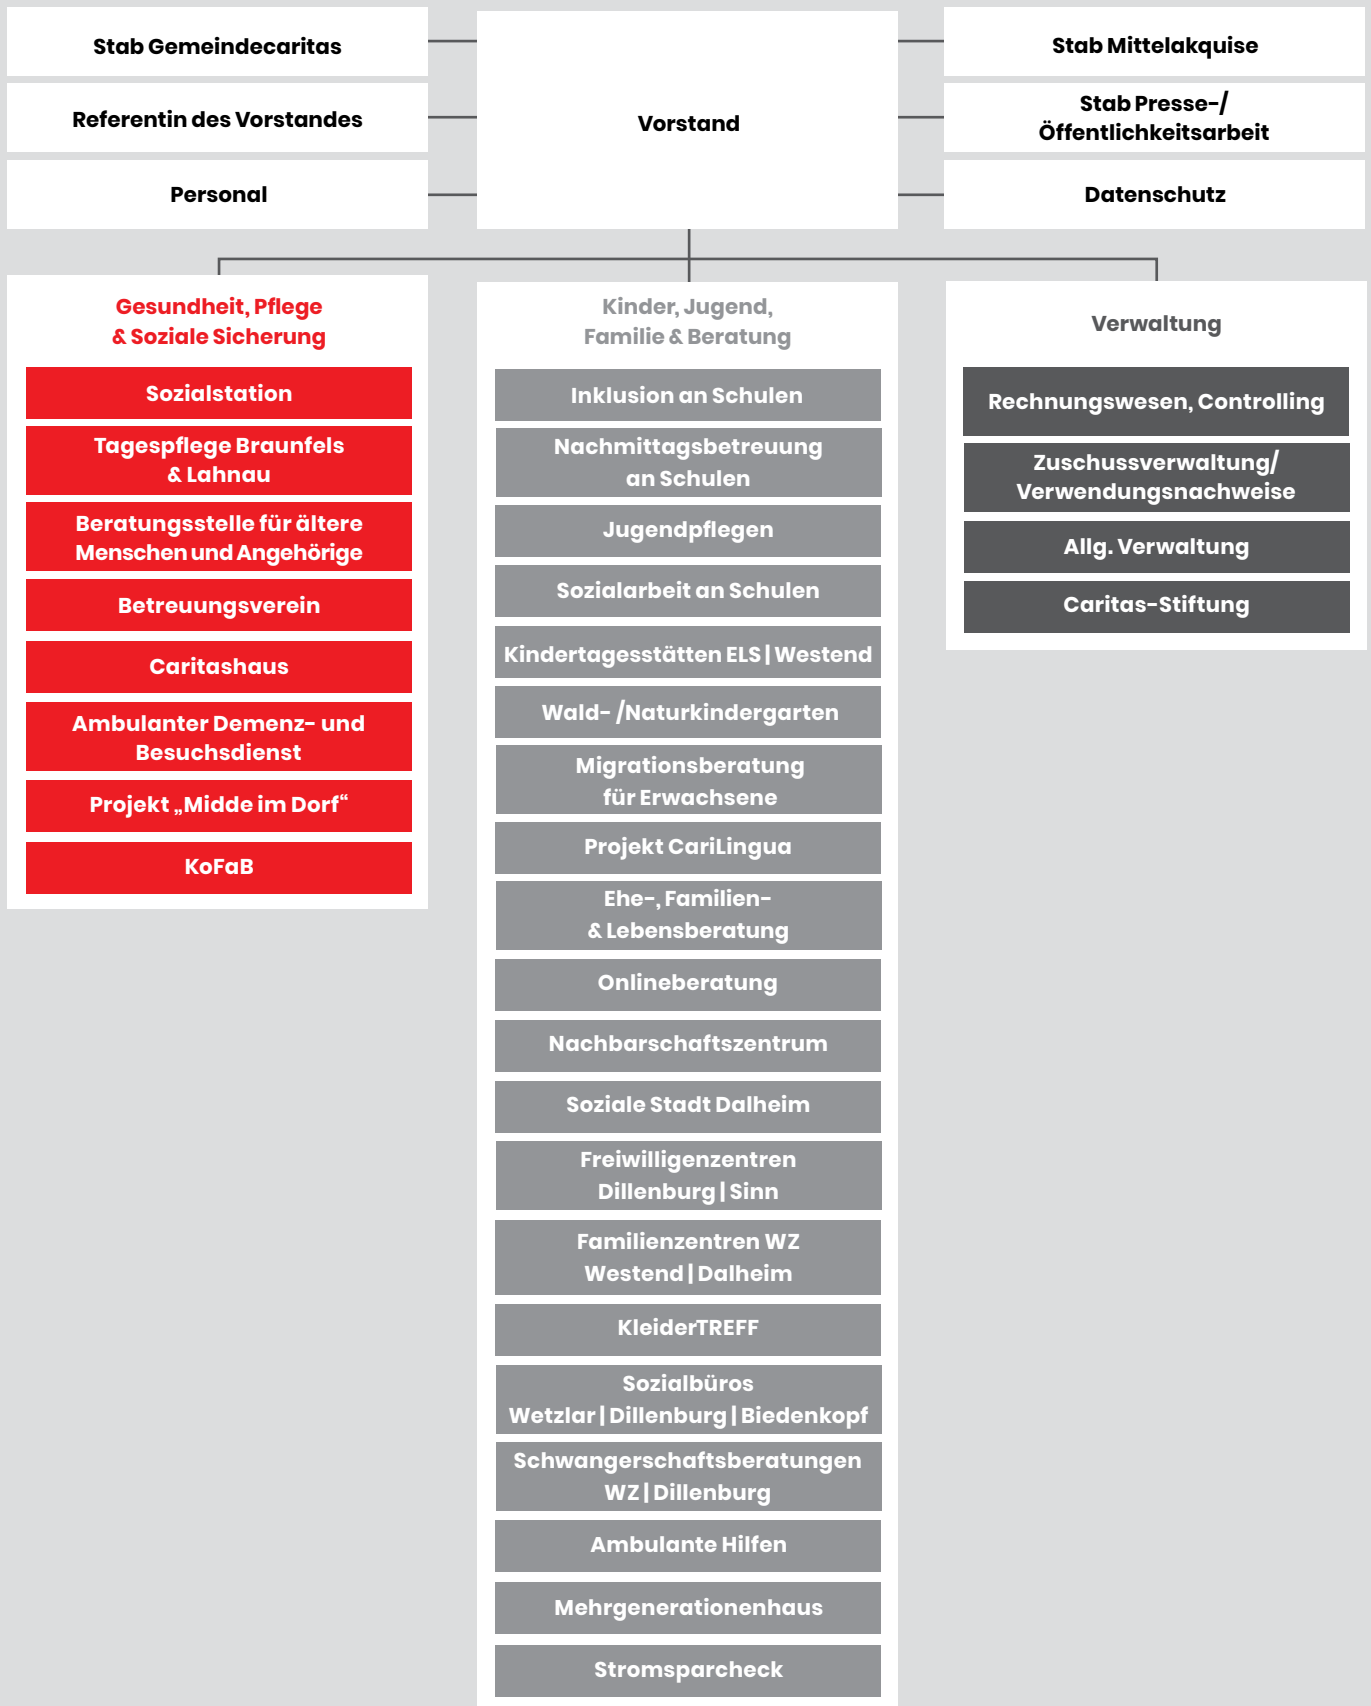 Stab Gemeindecaritas
Referentin des Vorstandes
Personal
Vorstand
Stab Mittelakquise
Stab Presse-/
Öffentlichkeitsarbeit
Datenschutz
Gesundheit, Pflege
& Soziale Sicherung
Sozialstation
Tagespflege Braunfels
& Lahnau
Beratungsstelle für ältere
Menschen und Angehörige
Betreuungsverein
Caritashaus
Ambulanter Demenz- und
Besuchsdienst
Projekt „Midde im Dorf“
KoFaB
Kinder, Jugend,
Familie & Beratung
Inklusion an Schulen
Nachmittagsbetreuung
an Schulen
Jugendpflegen
Sozialarbeit an Schulen
Kindertagesstätten ELS | Westend
Wald- /Naturkindergarten
Migrationsberatung
für Erwachsene
Projekt CariLingua
Ehe-, Familien-
& Lebensberatung
Onlineberatung
Nachbarschaftszentrum
Soziale Stadt Dalheim
Freiwilligenzentren
Dillenburg | Sinn
Familienzentren WZ
Westend | Dalheim
KleiderTREFF
Sozialbüros
Wetzlar | Dillenburg | Biedenkopf
Schwangerschaftsberatungen
WZ | Dillenburg
Ambulante Hilfen
Mehrgenerationenhaus
Stromsparcheck
Verwaltung
Rechnungswesen, Controlling
Zuschussverwaltung/
Verwendungsnachweise
Allg. Verwaltung
Caritas-Stiftung